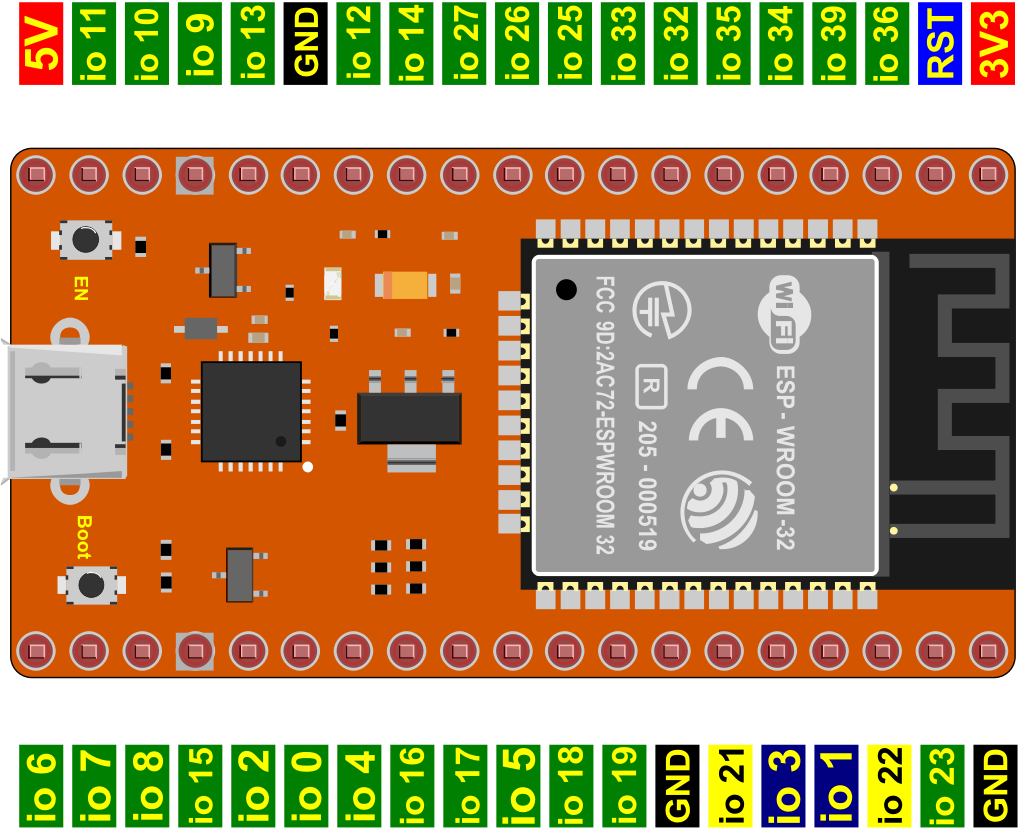 5V
io 11
io 10
io 9
io 13
GND
io 12
io 14
io 27
io 26
io 25
io 33
io 32
io 35
io 34
io 39
io 36
RST
3V3
EN
Boot
FCC 9D:2AC72-ESPWROOM 32
R 205 - 000519
CE
WiFi ESP - WROOM -32
io 6
io 7
io 8
io 15
io 2
io 0
io 4
io 16
io 17
io 5
io 18
io 19
GND
io 21
io 3
io 1
io 22
io 23
GND